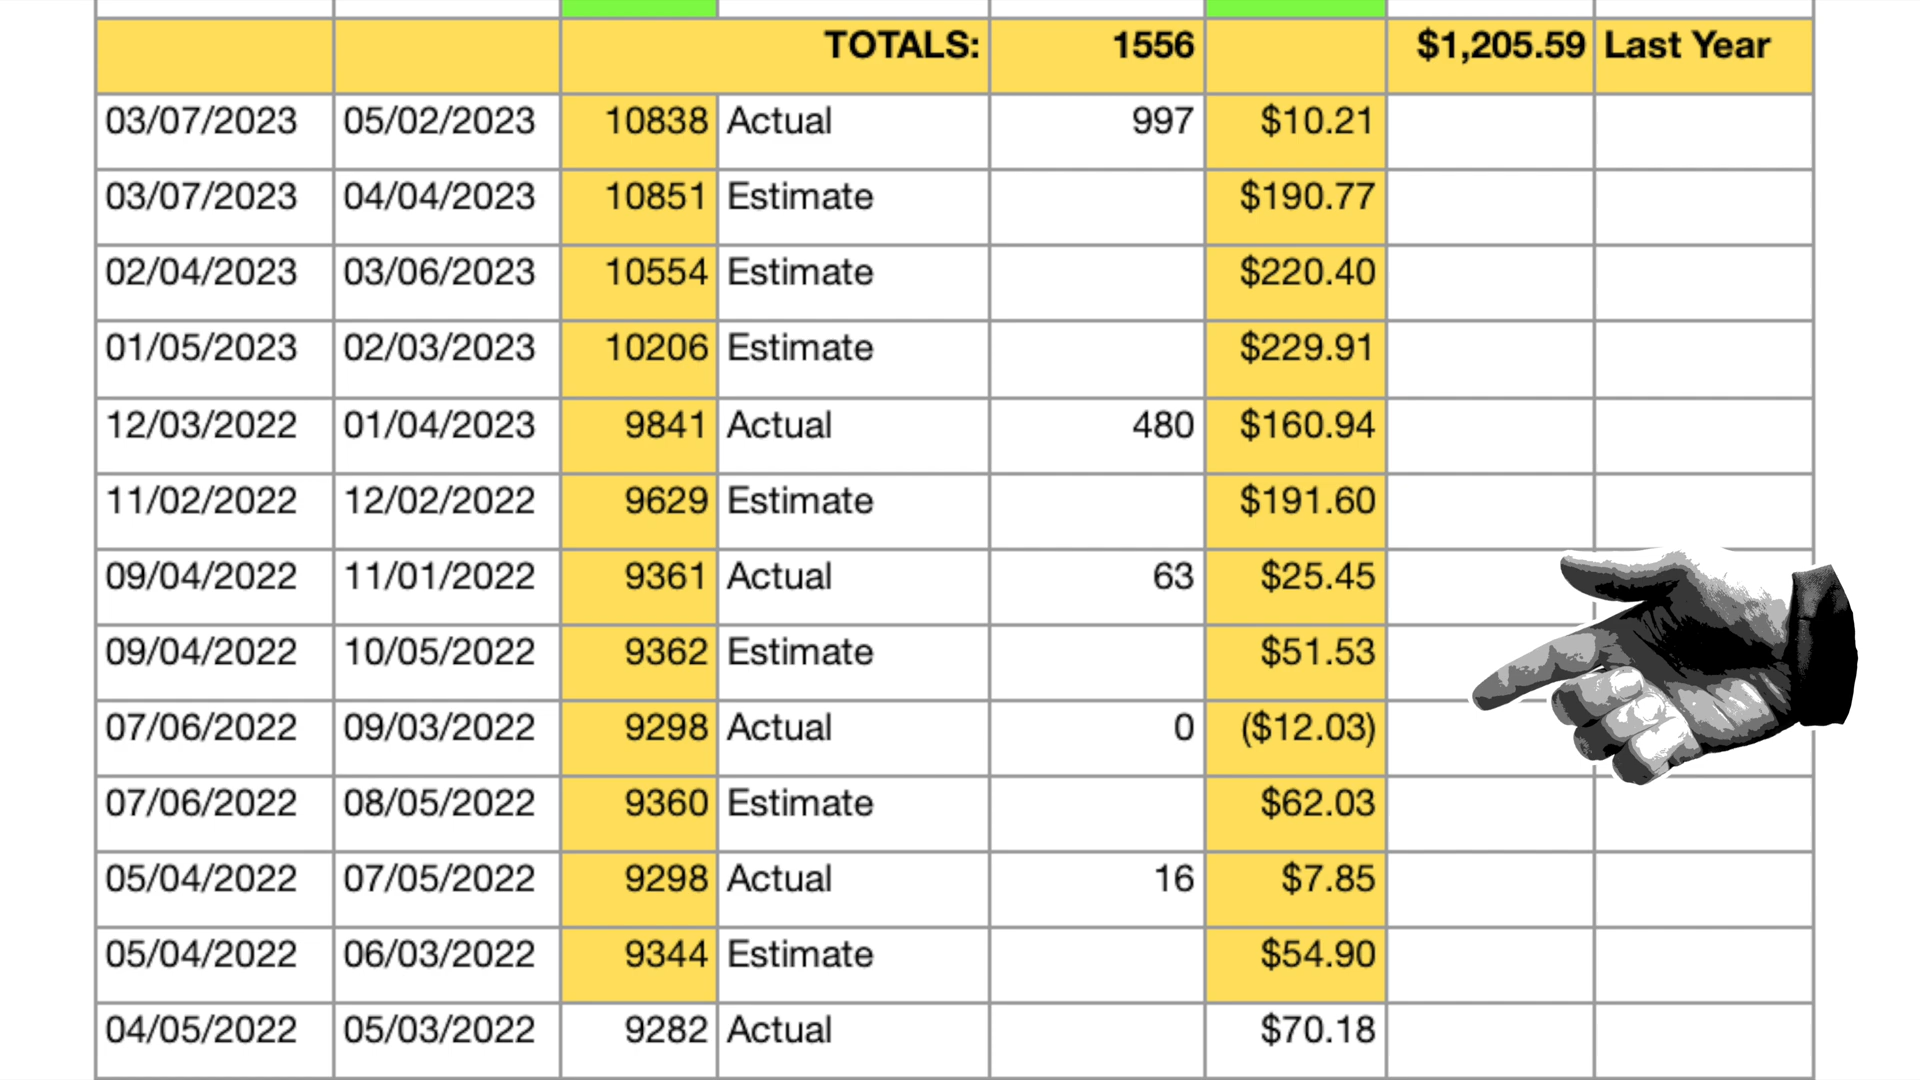 TOTALS: 1556 $1,205.59 Last Year
03/07/2023 05/02/2023 10838 Actual 997 $10.21
03/07/2023 04/04/2023 10851 Estimate $190.77
02/04/2023 03/06/2023 10554 Estimate $220.40
01/05/2023 02/03/2023 10206 Estimate $229.91
12/03/2022 01/04/2023 9841 Actual 480 $160.94
11/02/2022 12/02/2022 9629 Estimate $191.60
09/04/2022 11/01/2022 9361 Actual 63 $25.45
09/04/2022 10/05/2022 9362 Estimate $51.53
07/06/2022 09/03/2022 9298 Actual 0 ($12.03)
07/06/2022 08/05/2022 9360 Estimate $62.03
05/04/2022 07/05/2022 9298 Actual 16 $7.85
05/04/2022 06/03/2022 9344 Estimate $54.90
04/05/2022 05/03/2022 9282 Actual $70.18